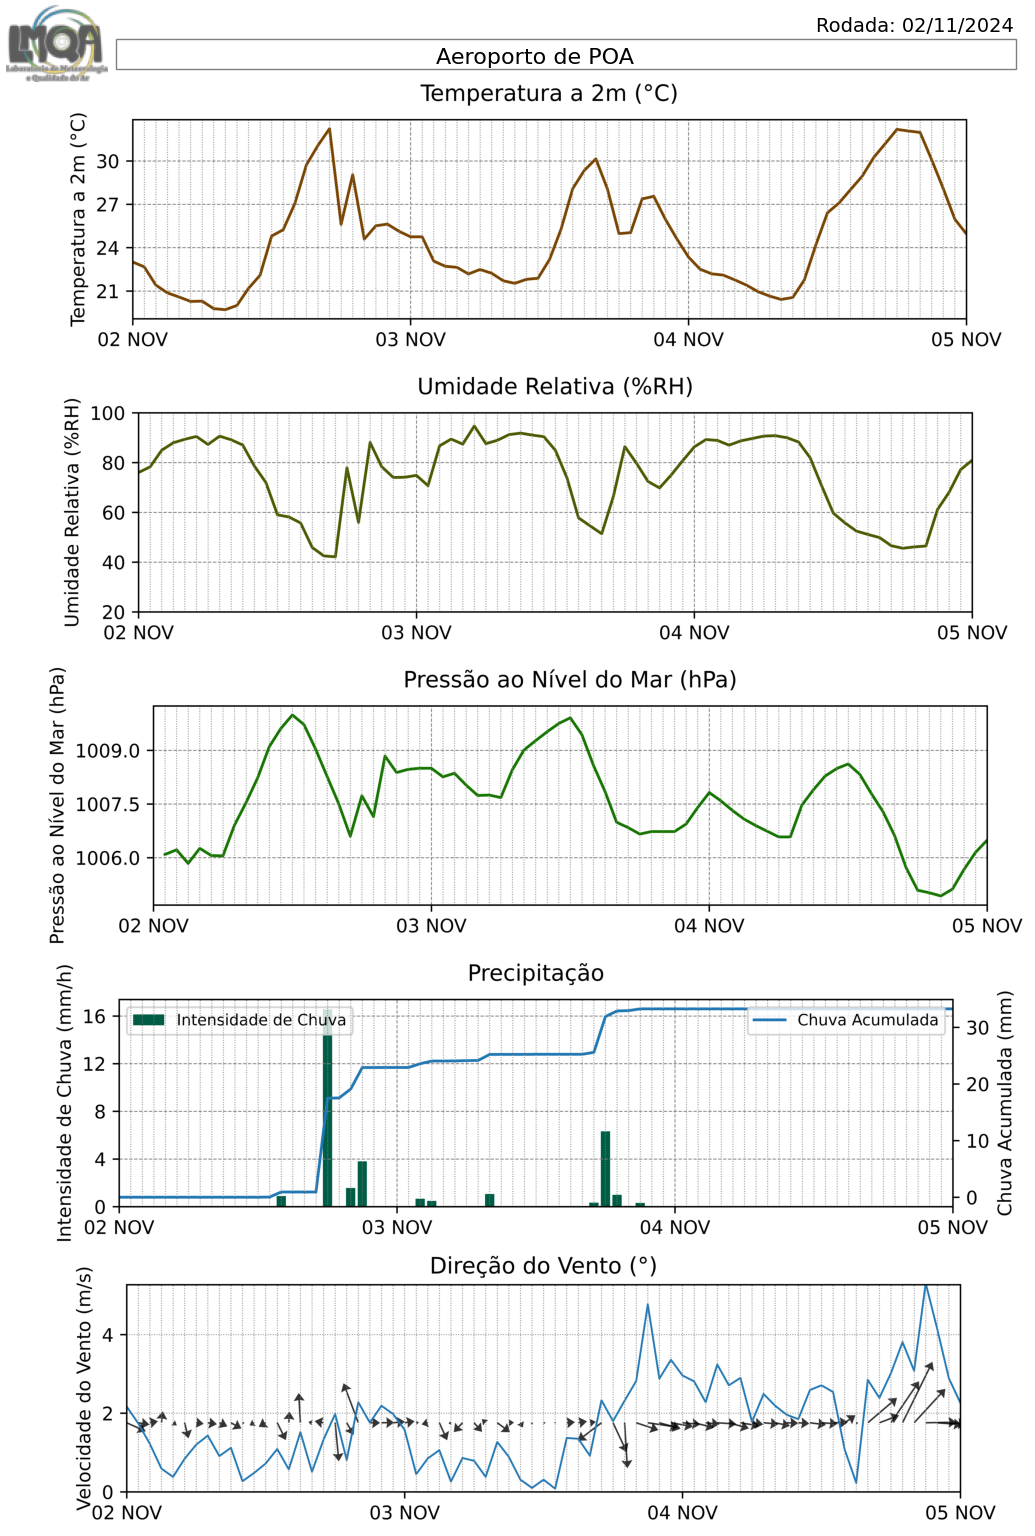 LMQA
Laboratório de Meteorologia
e Qualidade do Ar
Rodada: 02/11/2024
Aeroporto de POA
Temperatura a 2m (°C)
Temperatura a 2m (°C)
30
27
24
21
02 NOV 03 NOV 04 NOV 05 NOV
Umidade Relativa (%RH)
Umidade Relativa (%RH)
100
80
60
40
20
02 NOV 03 NOV 04 NOV 05 NOV
Pressão ao Nível do Mar (hPa)
Pressão ao Nível do Mar (hPa)
1009.0
1007.5
1006.0
02 NOV 03 NOV 04 NOV 05 NOV
Precipitação
Intensidade de Chuva (mm/h)
16
12
8
4
0
Intensidade de Chuva
Chuva Acumulada
30
20
10
0
Chuva Acumulada (mm)
02 NOV 03 NOV 04 NOV 05 NOV
Direção do Vento (°)
Velocidade do Vento (m/s)
4
2
0
02 NOV 03 NOV 04 NOV 05 NOV